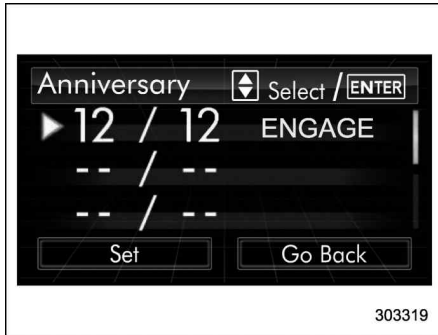 Anniversary Select / ENTER
12 / 12 ENGAGE
-- / --
-- / --
Set Go Back
303319